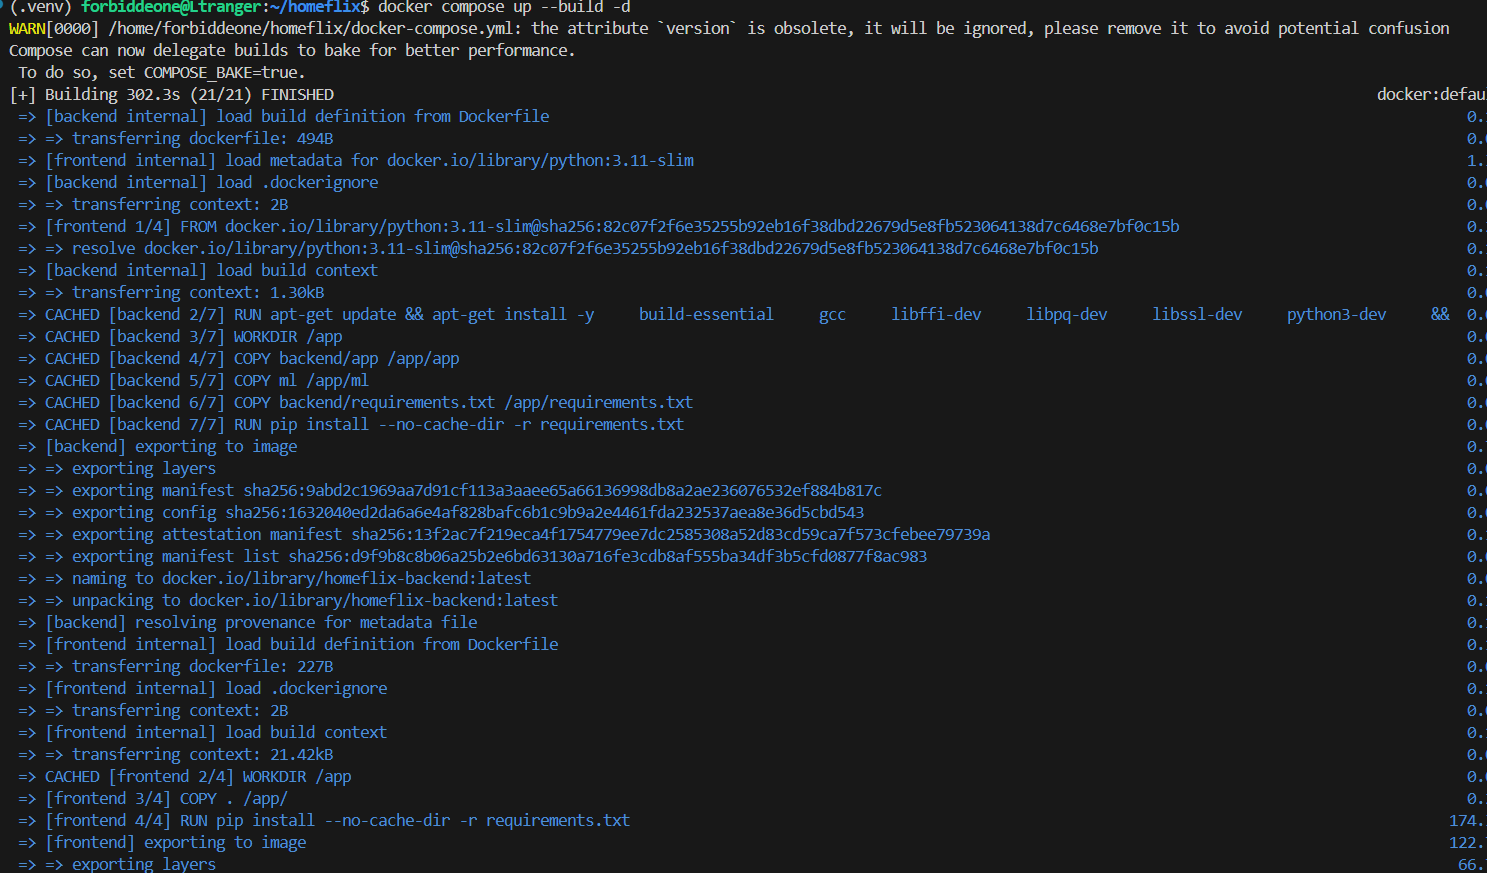 (.venv) forbiddeone@Ltranger:~/homeflix$ docker compose up --build -d
WARN[0000] /home/forbiddeone/homeflix/docker-compose.yml: the attribute `version` is obsolete, it will be ignored, please remove it to avoid potential confusion
Compose can now delegate builds to bake for better performance.
To do so, set COMPOSE_BAKE=true.
[+] Building 302.3s (21/21) FINISHED docker:defau
=> [backend internal] load build definition from Dockerfile 0.
=> => transferring dockerfile: 494B 0.
=> [frontend internal] load metadata for docker.io/library/python:3.11-slim 1.
=> [backend internal] load .dockerignore 0.
=> => transferring context: 2B 0.
=> [frontend 1/4] FROM docker.io/library/python:3.11-slim@sha256:82c07f2f6e35255b92eb16f38dbd22679d5e8fb523064138d7c6468e7bf0c15b 0.
=> => resolve docker.io/library/python:3.11-slim@sha256:82c07f2f6e35255b92eb16f38dbd22679d5e8fb523064138d7c6468e7bf0c15b 0.
=> [backend internal] load build context 0.
=> => transferring context: 1.30kB 0.
=> CACHED [backend 2/7] RUN apt-get update && apt-get install -y build-essential gcc libffi-dev libpq-dev libssl-dev python3-dev && 0.
=> CACHED [backend 3/7] WORKDIR /app 0.
=> CACHED [backend 4/7] COPY backend/app /app/app 0.
=> CACHED [backend 5/7] COPY ml /app/ml 0.
=> CACHED [backend 6/7] COPY backend/requirements.txt /app/requirements.txt 0.
=> CACHED [backend 7/7] RUN pip install --no-cache-dir -r requirements.txt 0.
=> [backend] exporting to image 0.
=> => exporting layers 0.
=> => exporting manifest sha256:9abd2c1969aa7d91cf113a3aaee65a66136998db8a2ae236076532ef884b817c 0.
=> => exporting config sha256:1632040ed2da6a6e4af828bafc6b1c9b9a2e4461fda232537aea8e36d5cbd543 0.
=> => exporting attestation manifest sha256:13f2ac7f219eca4f1754779ee7dc2585308a52d83cd59ca7f573cfebee79739a 0.
=> => exporting manifest list sha256:d9f9b8c8b06a25b2e6bd63130a716fe3cdb8af555ba34df3b5cfd0877f8ac983 0.
=> => naming to docker.io/library/homeflix-backend:latest 0.
=> => unpacking to docker.io/library/homeflix-backend:latest 0.
=> [backend] resolving provenance for metadata file 0.
=> [frontend internal] load build definition from Dockerfile 0.
=> => transferring dockerfile: 227B 0.
=> [frontend internal] load .dockerignore 0.
=> => transferring context: 2B 0.
=> [frontend internal] load build context 0.
=> => transferring context: 21.42kB 0.
=> CACHED [frontend 2/4] WORKDIR /app 0.
=> [frontend 3/4] COPY . /app/ 0.
=> [frontend 4/4] RUN pip install --no-cache-dir -r requirements.txt 174.
=> [frontend] exporting to image 122.
=> => exporting layers 66.